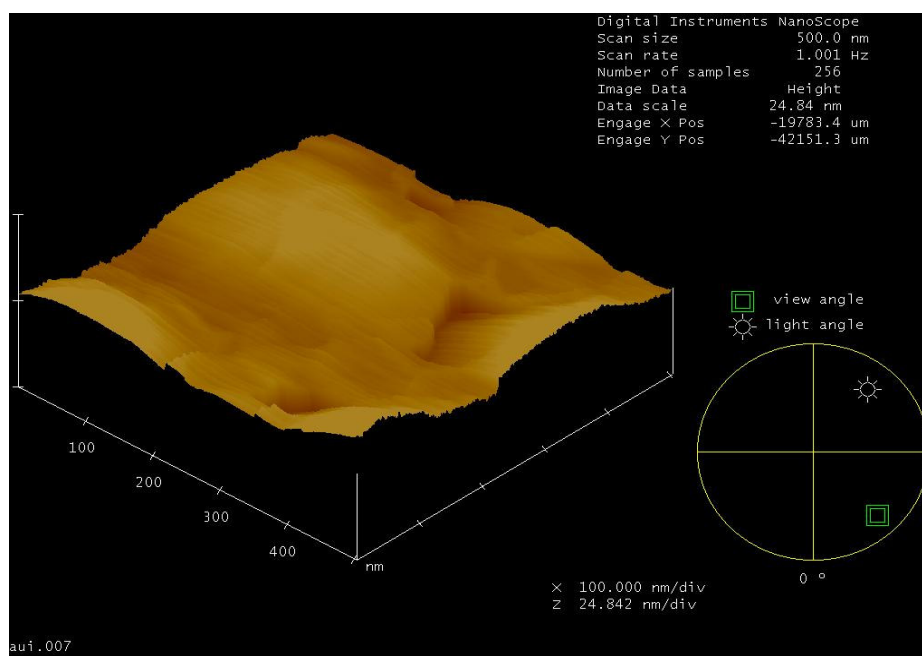 Digital Instruments NanoScope
Scan size 500.0 nm
Scan rate 1.001 Hz
Number of samples 256
Image Data Height
Data scale 24.84 nm
Engage X Pos -19783.4 um
Engage Y Pos -42151.3 um
view angle
light angle
100
200
300
400
nm
0 º
X 100.000 nm/div
Z 24.842 nm/div
aui.007